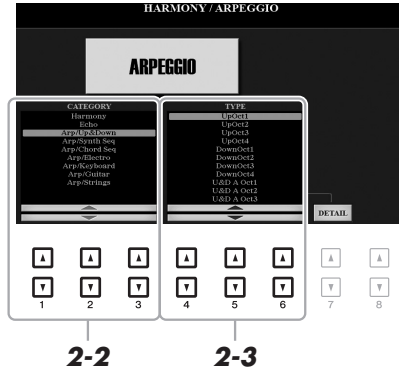 HARMONY / ARPEGGIO
ARPEGGIO
CATEGORY
Harmony
Echo
Arp/Up&Down
Arp/Synth Seq
Arp/Chord Seq
Arp/Electro
Arp/Keyboard
Arp/Guitar
Arp/Strings
TYPE
UpOct1
UpOct2
UpOct3
UpOct4
DownOct1
DownOct2
DownOct3
DownOct4
U&D A Oct1
U&D A Oct2
U&D A Oct3
DETAIL
1 2 3 4 5 6 7 8
2-2 2-3